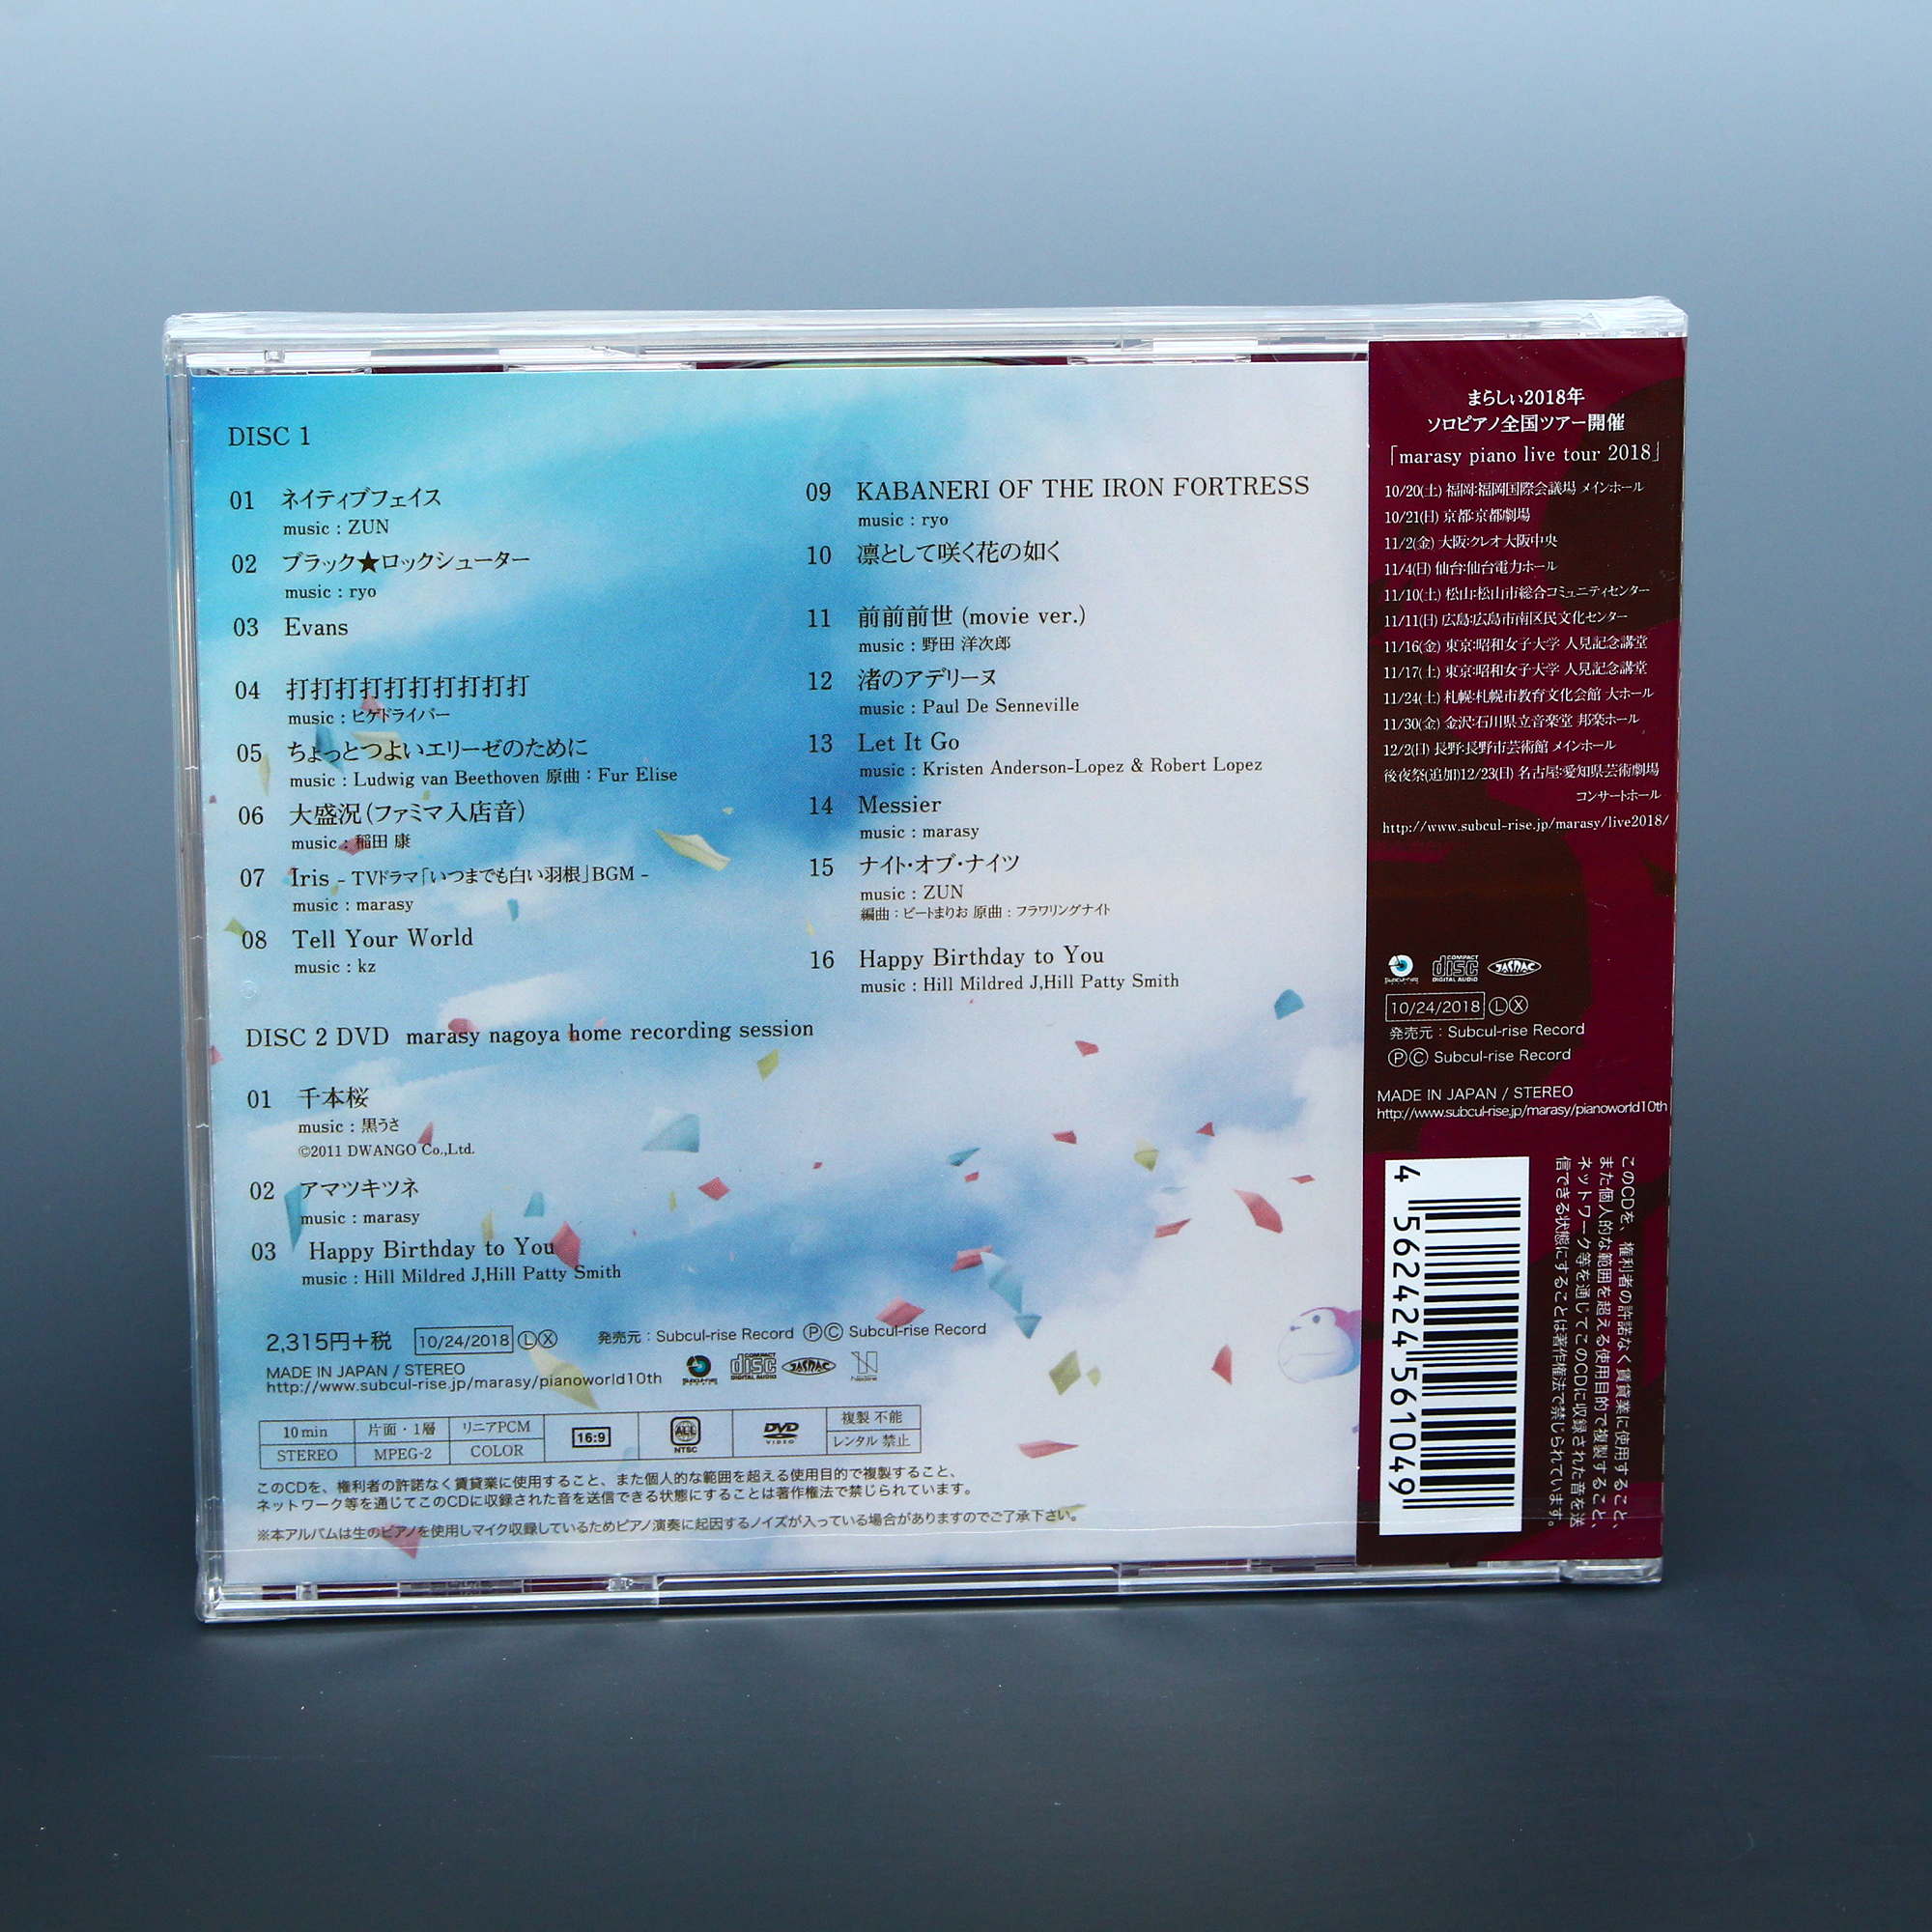 DISC 1
01 ネイティブフェイス
music : ZUN
02 ブラック★ロックシューター
music : ryo
03 Evans
04 打打打打打打打打打打
music : ヒゲドライバー
05 ちょっとつよいエリーゼのために
music : Ludwig van Beethoven 原曲 : Fur Elise
06 大盛況(ファミマ入店音)
music : 稲田 康
07 Iris - TVドラマ「いつまでも白い羽根」BGM -
music : marasy
08 Tell Your World
music : kz
09 KABANERI OF THE IRON FORTRESS
music : ryo
10 凛として咲く花の如く
11 前前前世 (movie ver.)
music : 野田 洋次郎
12 渚のアデリーヌ
music : Paul De Senneville
13 Let It Go
music : Kristen Anderson-Lopez & Robert Lopez
14 Messier
music : marasy
15 ナイト・オブ・ナイツ
music : ZUN
編曲 : ビートまりお 原曲 : フラワリングナイト
16 Happy Birthday to You
music : Hill Mildred J,Hill Patty Smith
DISC 2 DVD marasy nagoya home recording session
01 千本桜
music : 黒うさ
©2011 DWANGO Co.,Ltd.
02 アマツキツネ
music : marasy
03 Happy Birthday to You
music : Hill Mildred J,Hill Patty Smith
2,315円+税 10/24/2018 Ⓛ Ⓧ 発売元 : Subcul-rise Record ⓅⒸ Subcul-rise Record
MADE IN JAPAN / STEREO
http://www.subcul-rise.jp/marasy/pianoworld10th
COMPACT disc DIGITAL AUDIO JASRAC
10 min 片面・1層 リニアPCM 16:9 ALL NTSC DVD VIDEO 複製 不能
STEREO MPEG-2 COLOR レンタル 禁止
このCDを、権利者の許諾なく賃貸業に使用すること、また個人的な範囲を超える使用目的で複製すること、
ネットワーク等を通じてこのCDに収録された音を送信できる状態にすることは著作権法で禁じられています。
※本アルバムは生のピアノを使用しマイク収録しているためピアノ演奏に起因するノイズが入っている場合がありますのでご了承下さい。
まらしぃ2018年
ソロピアノ全国ツアー開催
「marasy piano live tour 2018」
10/20(土) 福岡:福岡国際会議場 メインホール
10/21(日) 京都:京都劇場
11/2(金) 大阪:クレオ大阪中央
11/4(日) 仙台:仙台電力ホール
11/10(土) 松山:松山市総合コミュニティセンター
11/11(日) 広島:広島市南区民文化センター
11/16(金) 東京:昭和女子大学 人見記念講堂
11/17(土) 東京:昭和女子大学 人見記念講堂
11/24(土) 札幌:札幌市教育文化会館 大ホール
11/30(金) 金沢:石川県立音楽堂 邦楽ホール
12/2(日) 長野:長野市芸術館 メインホール
後夜祭(追加)12/23(日) 名古屋:愛知県芸術劇場
コンサートホール
http://www.subcul-rise.jp/marasy/live2018/
COMPACT disc DIGITAL AUDIO JASRAC
10/24/2018 Ⓛ Ⓧ
発売元 : Subcul-rise Record
ⓅⒸ Subcul-rise Record
MADE IN JAPAN / STEREO
http://www.subcul-rise.jp/marasy/pianoworld10th
このCDを、権利者の許諾なく賃貸業に使用すること、
また個人的な範囲を超える使用目的で複製すること、
ネットワーク等を通じてこのCDに収録された音を送
信できる状態にすることは著作権法で禁じられています。
4 562424 561049